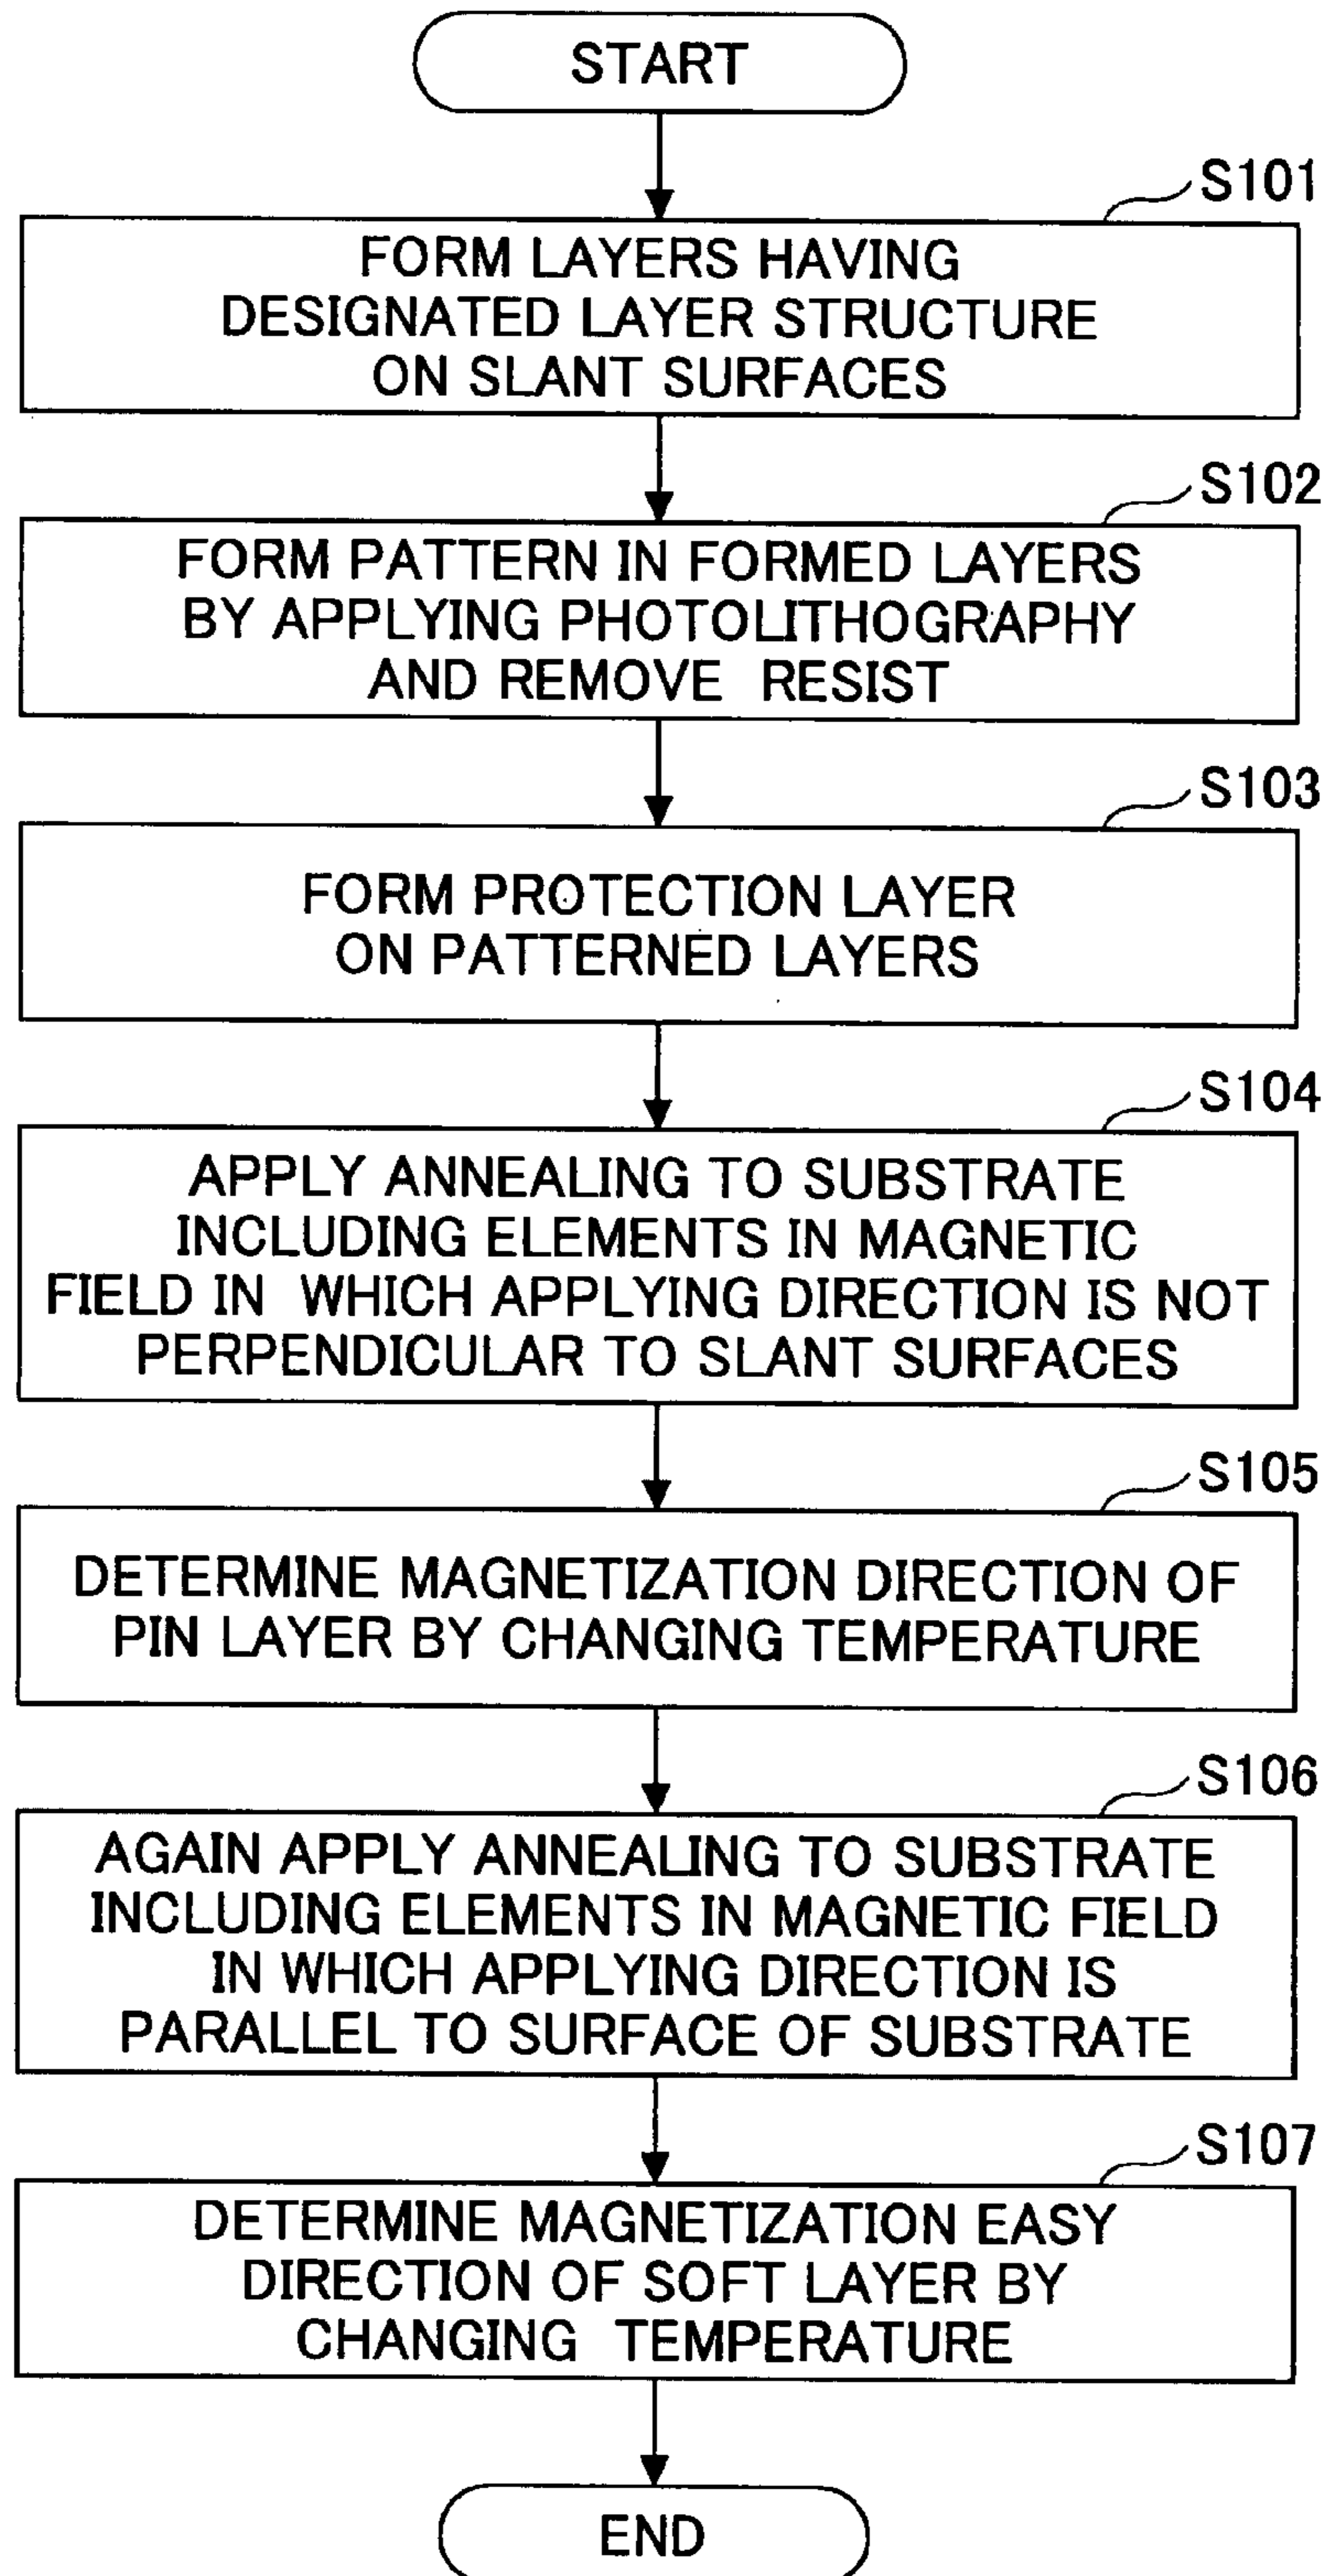 START
S101
FORM LAYERS HAVING
DESIGNATED LAYER STRUCTURE
ON SLANT SURFACES
S102
FORM PATTERN IN FORMED LAYERS
BY APPLYING PHOTOLITHOGRAPHY
AND REMOVE RESIST
S103
FORM PROTECTION LAYER
ON PATTERNED LAYERS
S104
APPLY ANNEALING TO SUBSTRATE
INCLUDING ELEMENTS IN MAGNETIC
FIELD IN WHICH APPLYING DIRECTION IS NOT
PERPENDICULAR TO SLANT SURFACES
S105
DETERMINE MAGNETIZATION DIRECTION OF
PIN LAYER BY CHANGING TEMPERATURE
S106
AGAIN APPLY ANNEALING TO SUBSTRATE
INCLUDING ELEMENTS IN MAGNETIC FIELD
IN WHICH APPLYING DIRECTION IS
PARALLEL TO SURFACE OF SUBSTRATE
S107
DETERMINE MAGNETIZATION EASY
DIRECTION OF SOFT LAYER BY
CHANGING TEMPERATURE
END